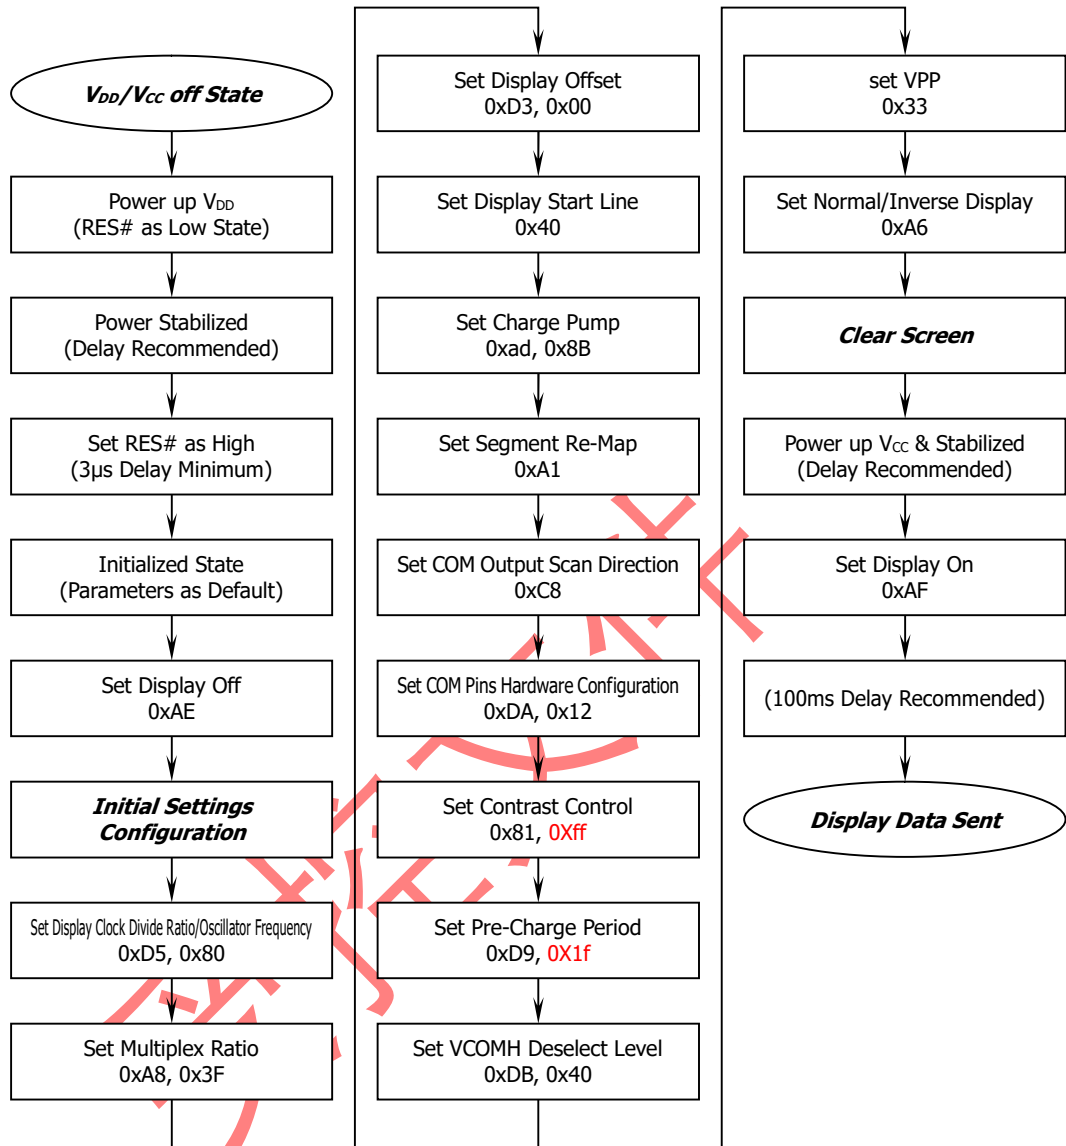 V_DD/V_CC off State
Power up V_DD
(RES# as Low State)
Power Stabilized
(Delay Recommended)
Set RES# as High
(3μs Delay Minimum)
Initialized State
(Parameters as Default)
Set Display Off
0xAE
Initial Settings
Configuration
Set Display Clock Divide Ratio/Oscillator Frequency
0xD5, 0x80
Set Multiplex Ratio
0xA8, 0x3F
Set Display Offset
0xD3, 0x00
Set Display Start Line
0x40
Set Charge Pump
0xad, 0x8B
Set Segment Re-Map
0xA1
Set COM Output Scan Direction
0xC8
Set COM Pins Hardware Configuration
0xDA, 0x12
Set Contrast Control
0x81, 0Xff
Set Pre-Charge Period
0xD9, 0X1f
Set VCOMH Deselect Level
0xDB, 0x40
set VPP
0x33
Set Normal/Inverse Display
0xA6
Clear Screen
Power up V_CC & Stabilized
(Delay Recommended)
Set Display On
0xAF
(100ms Delay Recommended)
Display Data Sent